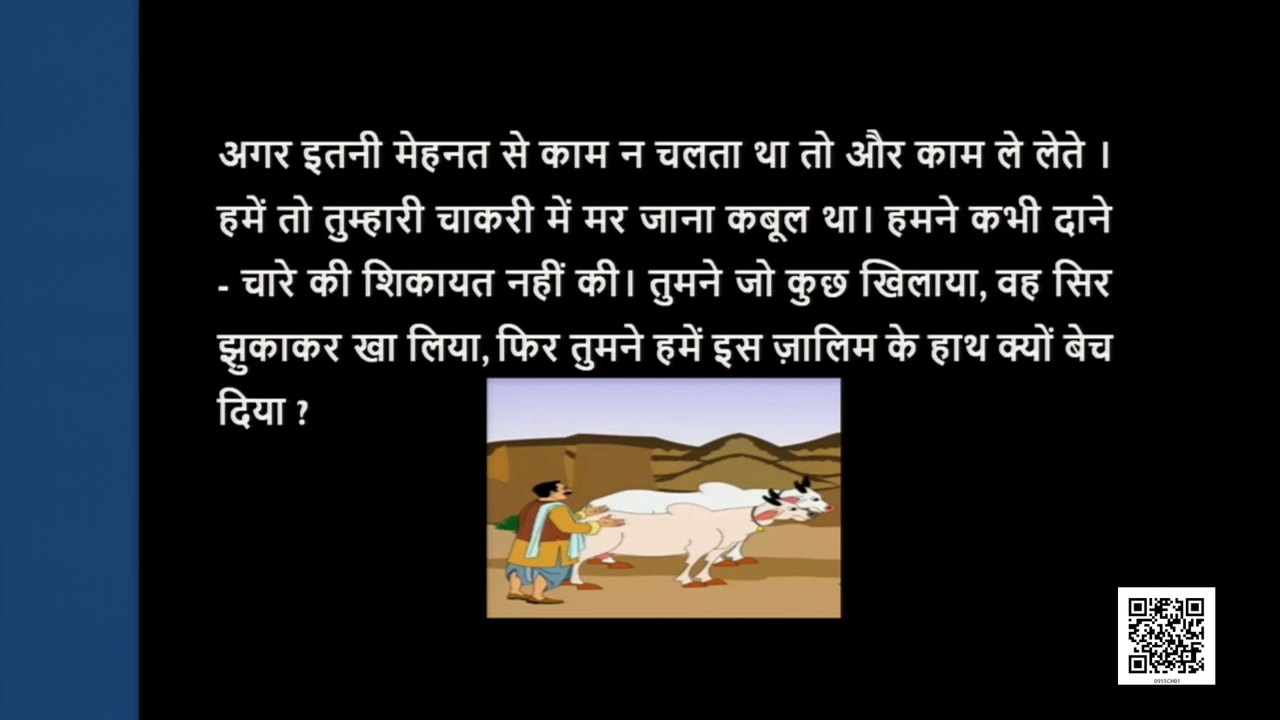 अगर इतनी मेहनत से काम न चलता था तो और काम ले लेते ।
हमें तो तुम्हारी चाकरी में मर जाना कबूल था। हमने कभी दाने
- चारे की शिकायत नहीं की। तुमने जो कुछ खिलाया, वह सिर
झुकाकर खा लिया, फिर तुमने हमें इस ज़ालिम के हाथ क्यों बेच
दिया ?
0955CH01